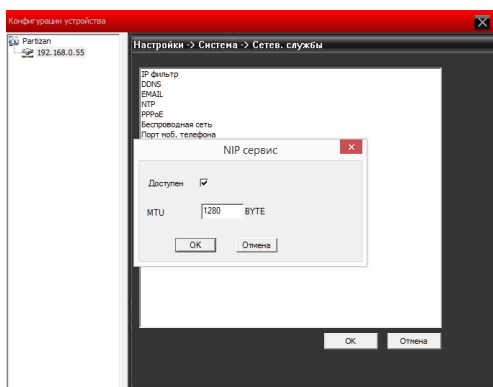 Конфигурации устройства
Partizan
192.168.0.55
Настройки -> Система -> Сетев. службы
IP фильтр
DDNS
EMAIL
NTP
PPPoE
Беспроводная сеть
Порт моб. телефона
NIP сервис
Доступен
MTU 1280 BYTE
OK Отмена
OK Отмена